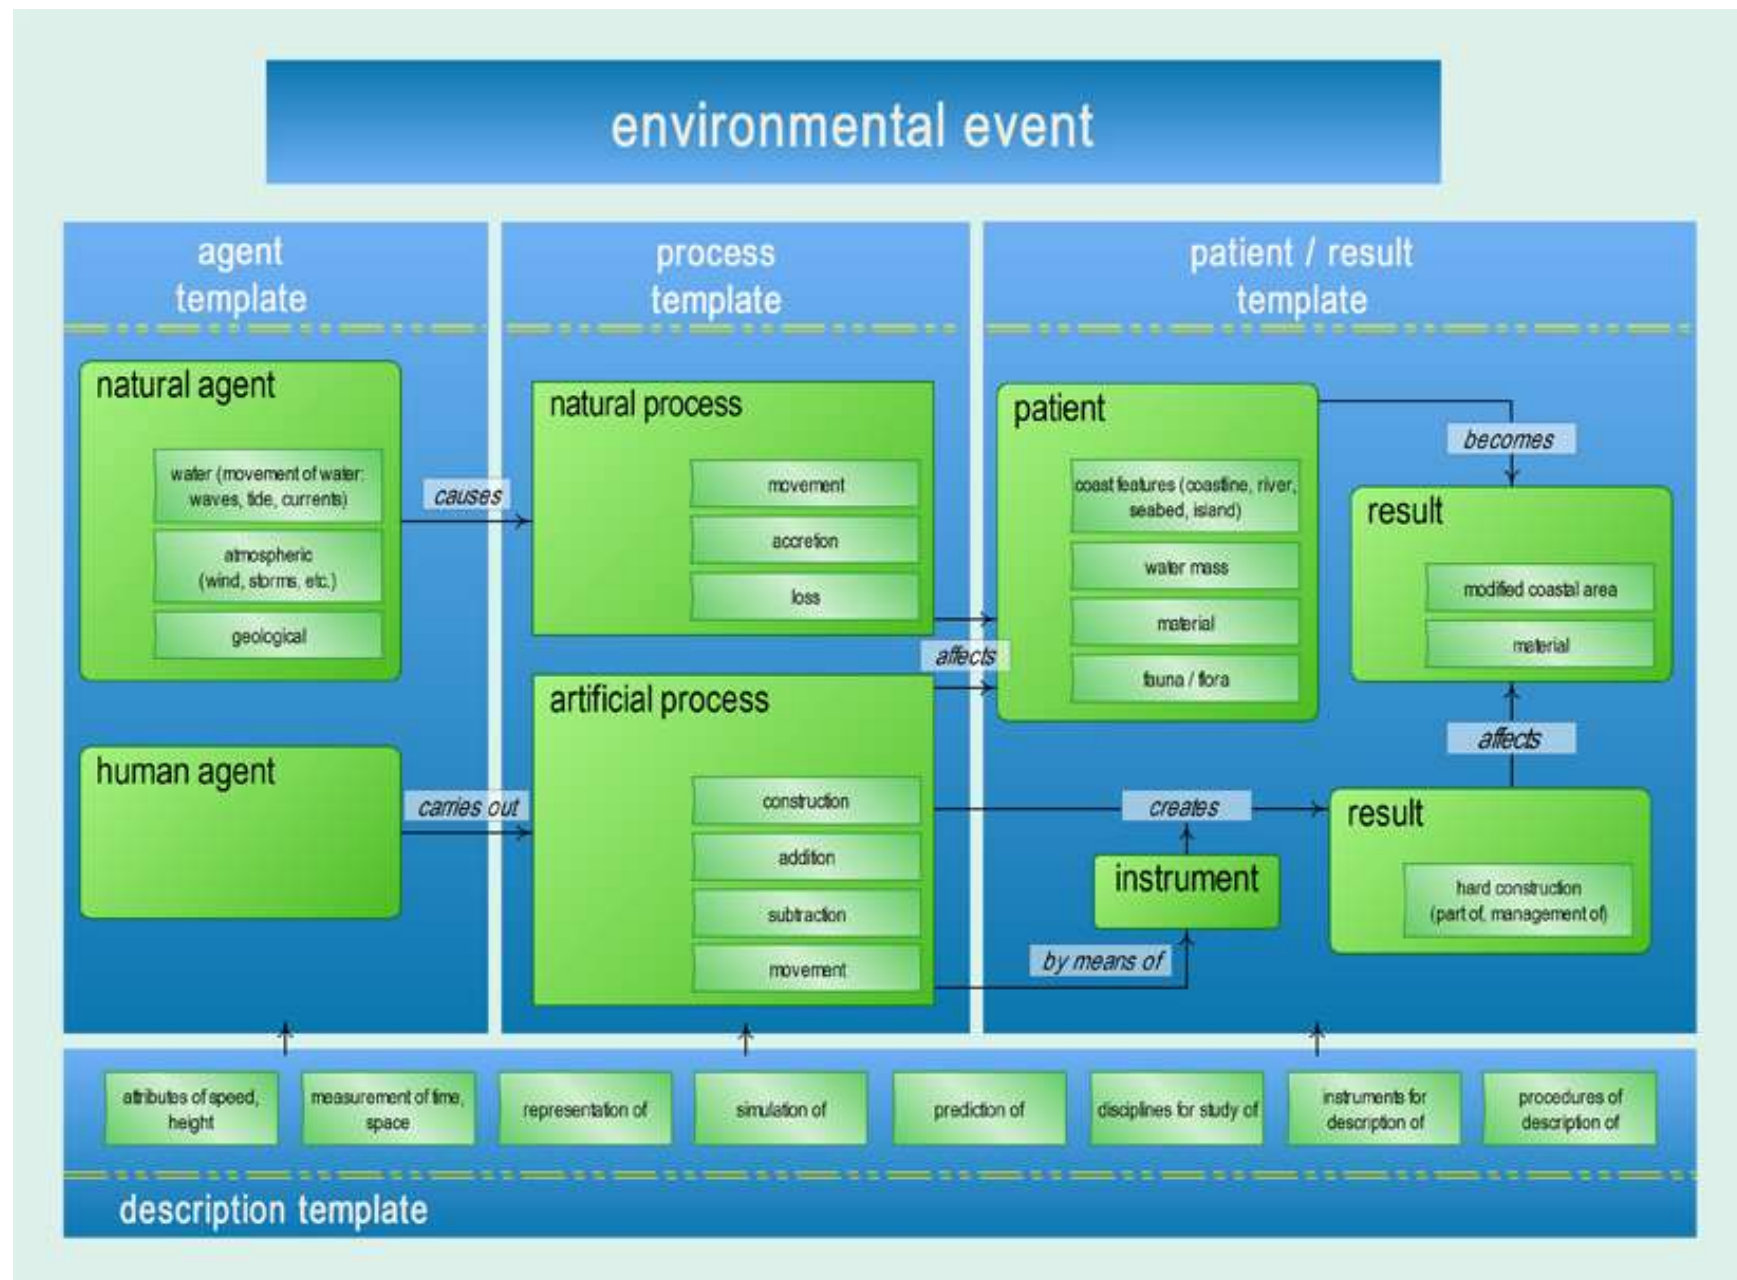 environmental event
agent
template
process
template
patient / result
template
natural agent
water (movement of water:
waves, tide, currents)
atmospheric
(wind, storms, etc.)
geological
human agent
causes
carries out
natural process
movement
accretion
loss
artificial process
construction
addition
subtraction
movement
affects
patient
coast features (coastline, river,
seabed, island)
water mass
material
fauna / flora
becomes
result
modified coastal area
material
affects
creates
instrument
by means of
result
hard construction
(part of, management of)
attributes of speed,
height
measurement of time,
space
representation of
simulation of
prediction of
disciplines for study of
instruments for
description of
procedures of
description of
description template